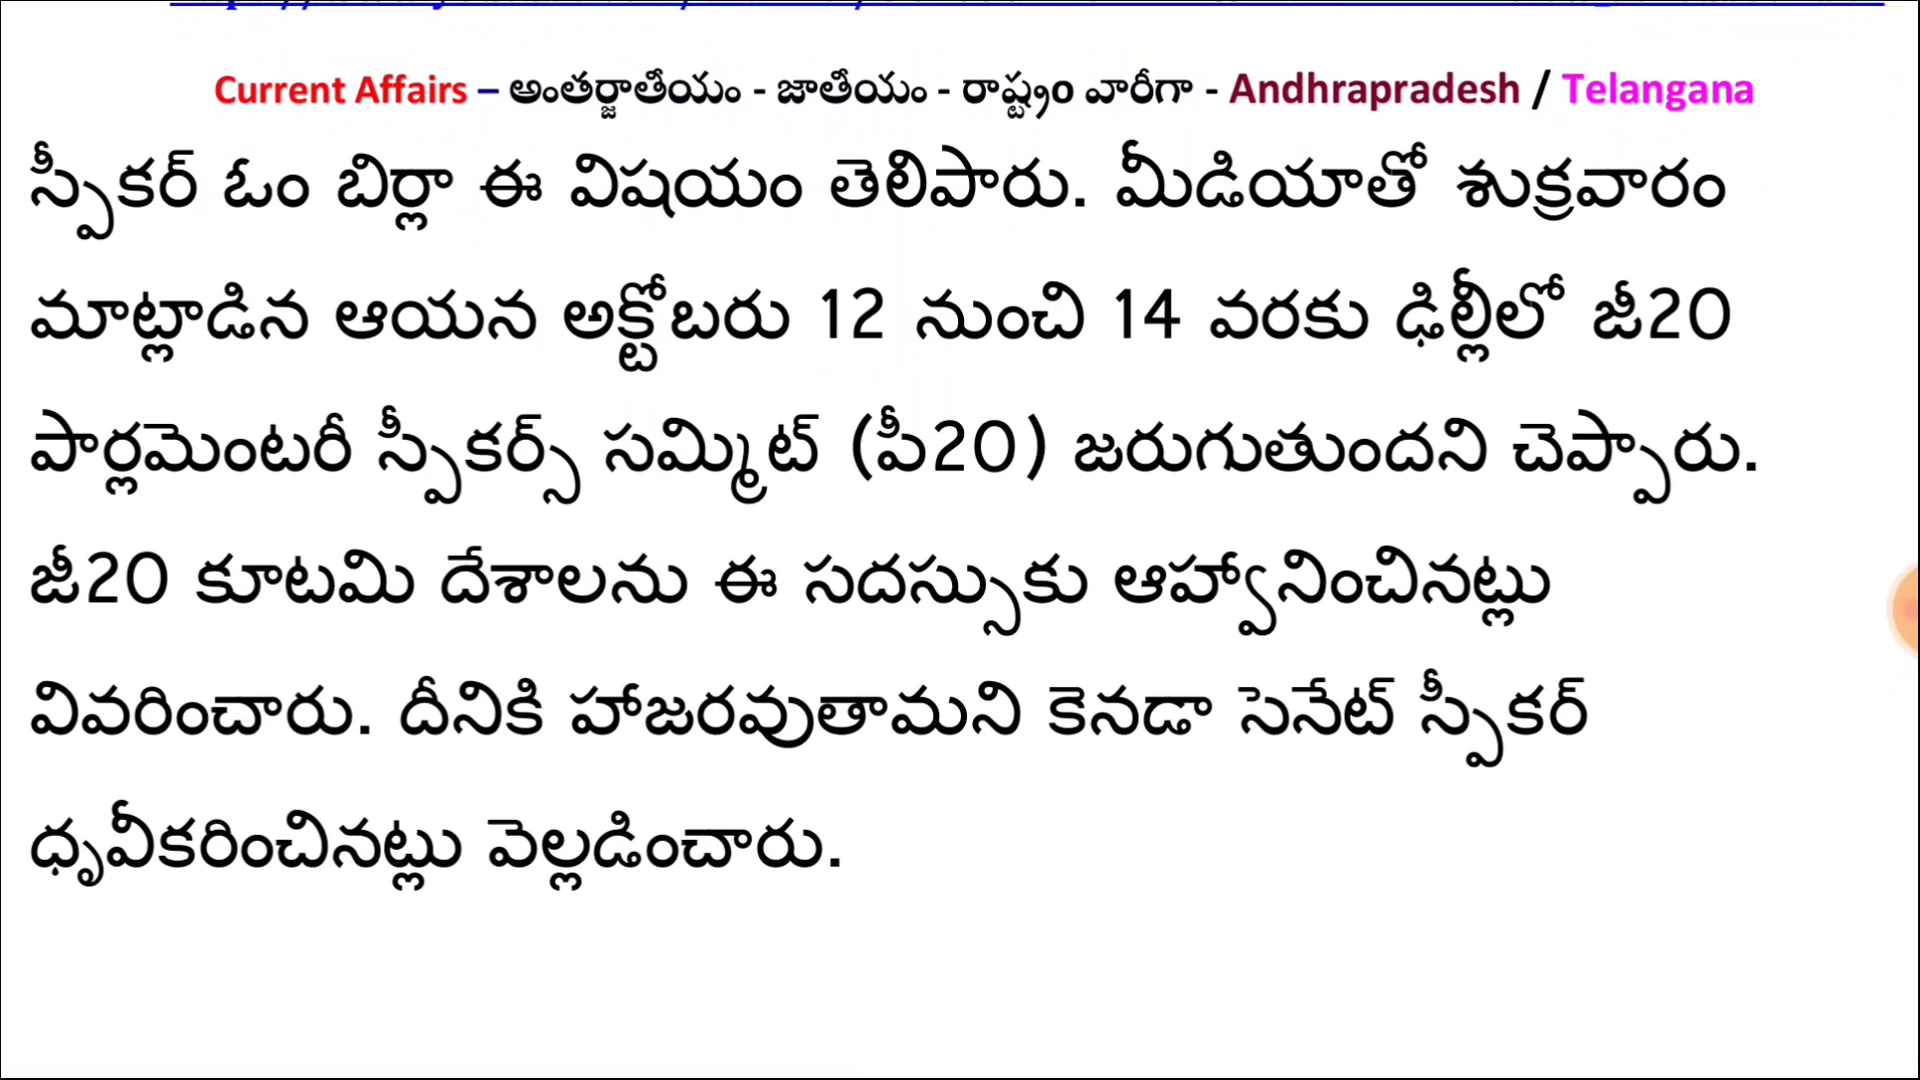 Current Affairs – అంతర్జాతీయం - జాతీయం - రాష్ట్రం వారీగా - Andhrapradesh / Telangana
స్పీకర్ ఓం బిర్లా ఈ విషయం తెలిపారు. మీడియాతో శుక్రవారం
మాట్లాడిన ఆయన అక్టోబరు 12 నుంచి 14 వరకు ఢిల్లీలో జీ20
పార్లమెంటరీ స్పీకర్స్ సమ్మిట్ (పీ20) జరుగుతుందని చెప్పారు.
జీ20 కూటమి దేశాలను ఈ సదస్సుకు ఆహ్వానించినట్లు
వివరించారు. దీనికి హాజరవుతామని కెనడా సెనేట్ స్పీకర్
ధృవీకరించినట్లు వెల్లడించారు.